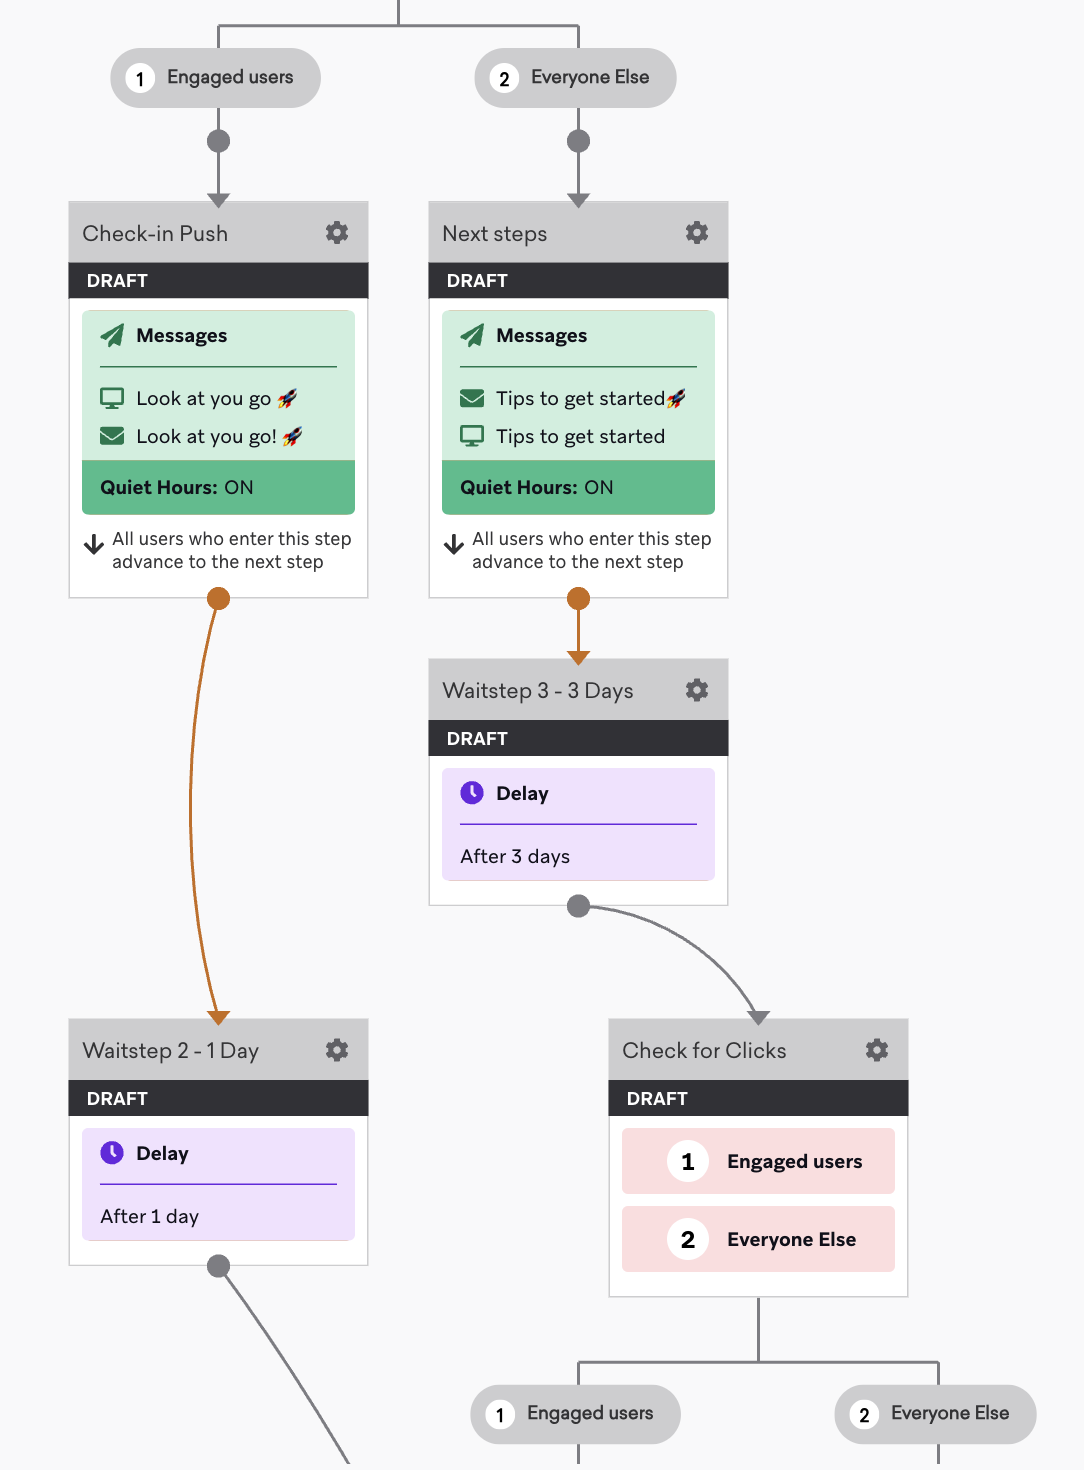 1 Engaged users
2 Everyone Else
Check-in Push
DRAFT
Messages
Look at you go 🚀
Look at you go! 🚀
Quiet Hours: ON
All users who enter this step
advance to the next step
Next steps
DRAFT
Messages
Tips to get started🚀
Tips to get started
Quiet Hours: ON
All users who enter this step
advance to the next step
Waitstep 3 - 3 Days
DRAFT
Delay
After 3 days
Waitstep 2 - 1 Day
DRAFT
Delay
After 1 day
Check for Clicks
DRAFT
1 Engaged users
2 Everyone Else
1 Engaged users
2 Everyone Else